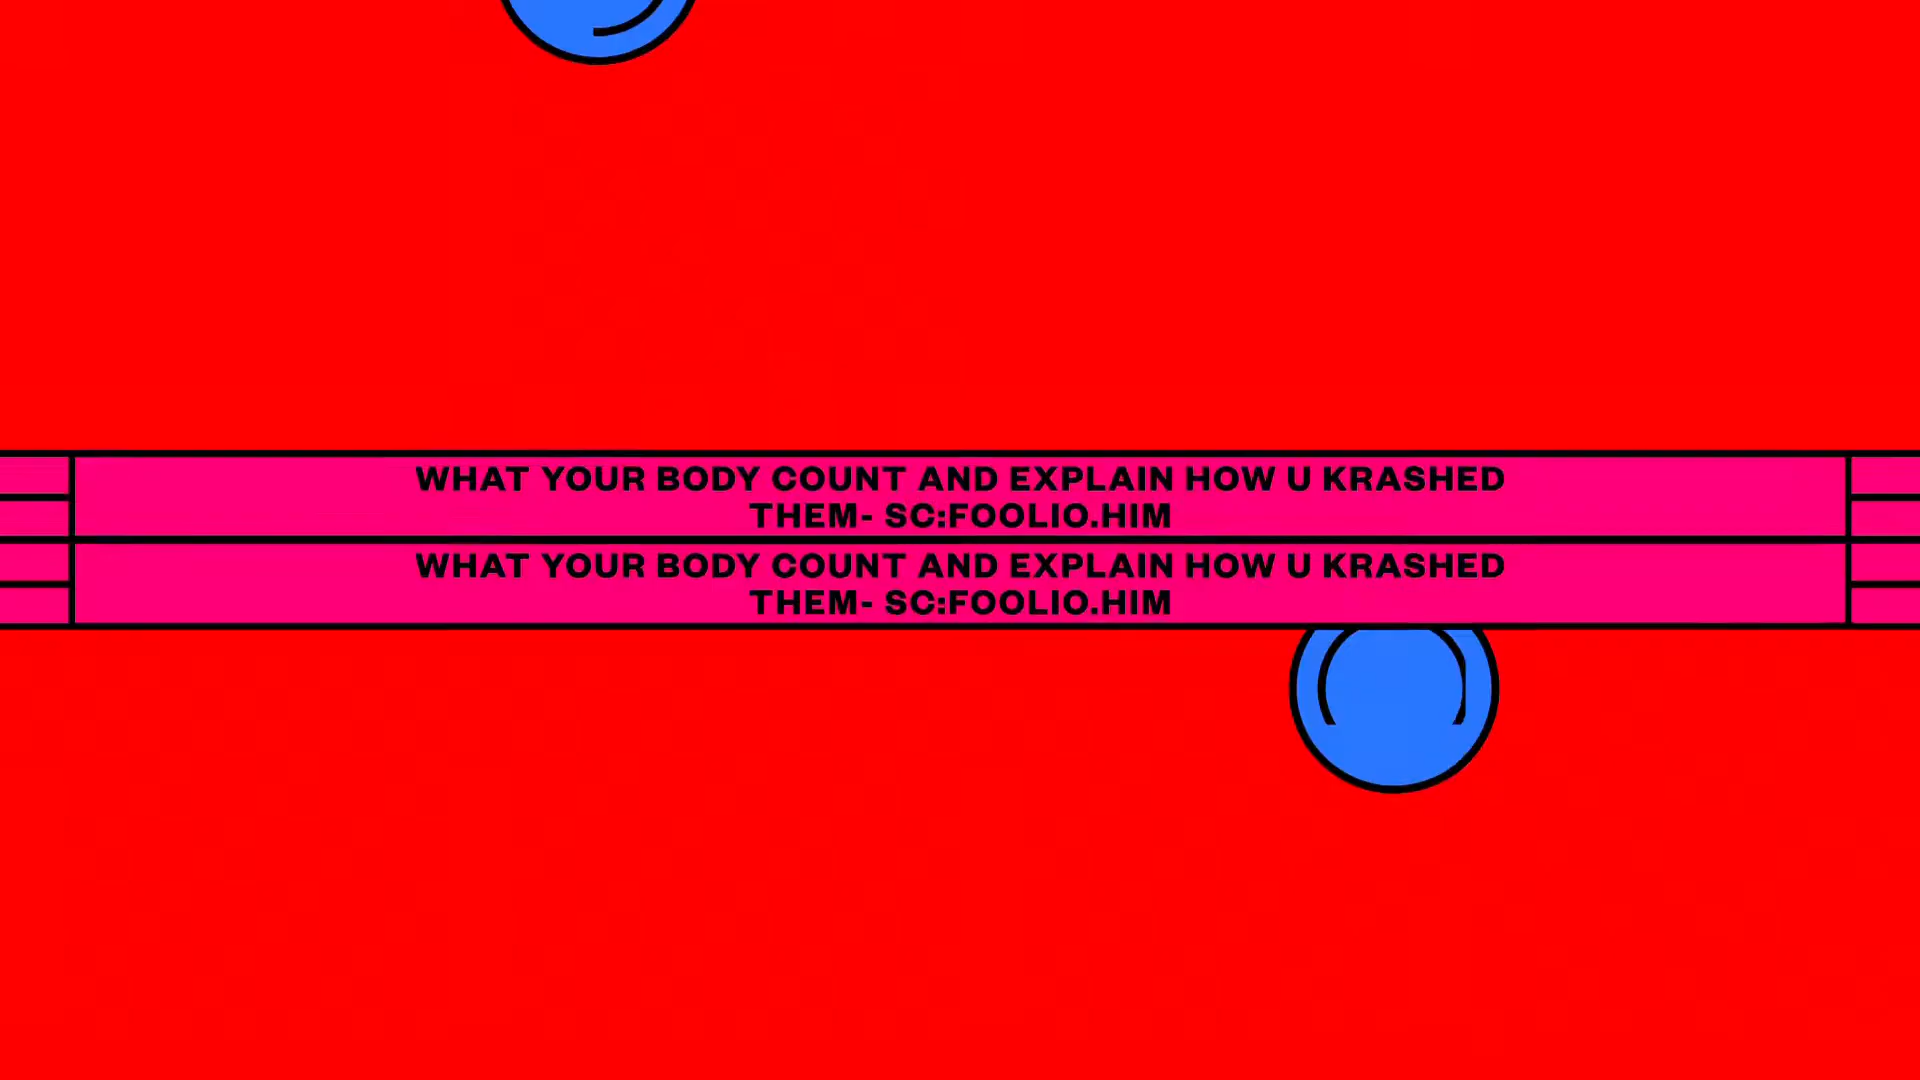 WHAT YOUR BODY COUNT AND EXPLAIN HOW U KRASHED
THEM- SC:FOOLIO.HIM
WHAT YOUR BODY COUNT AND EXPLAIN HOW U KRASHED
THEM- SC:FOOLIO.HIM